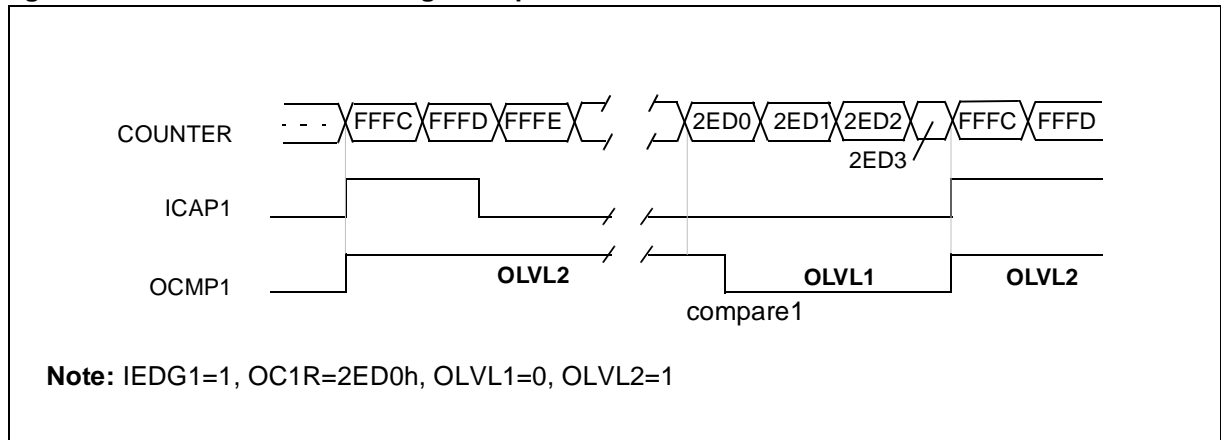 COUNTER
- - - FFFC FFFD FFFE 2ED0 2ED1 2ED2 FFFC FFFD
2ED3
ICAP1
OCMP1
OLVL2 OLVL1 OLVL2
compare1
Note: IEDG1=1, OC1R=2ED0h, OLVL1=0, OLVL2=1